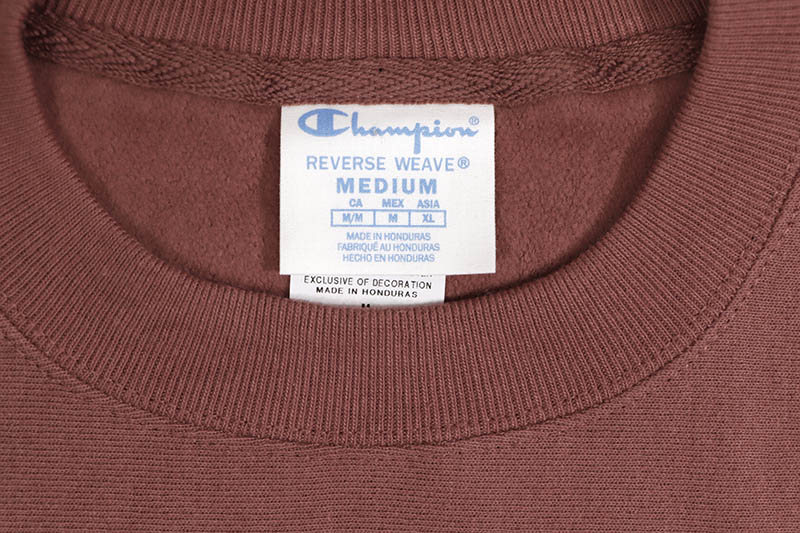 Champion®
REVERSE WEAVE®
MEDIUM
CA MEX ASIA
M/M M XL
MADE IN HONDURAS
FABRIQUÉ AU HONDURAS
HECHO EN HONDURAS
EXCLUSIVE OF DECORATION
MADE IN HONDURAS